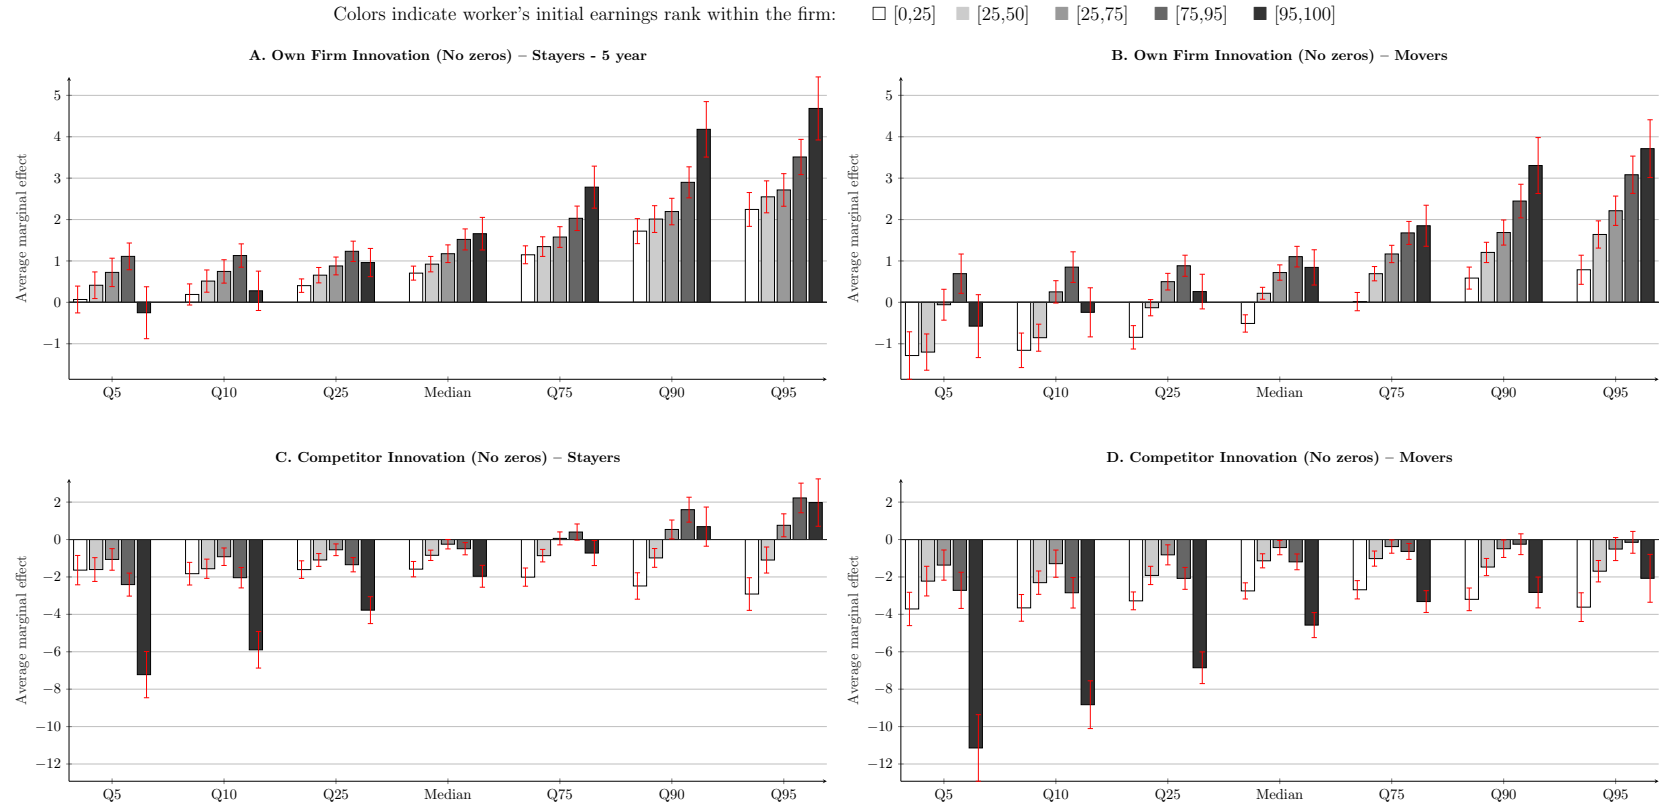 Colors indicate worker's initial earnings rank within the firm: [0,25] [25,50] [25,75] [75,95] [95,100]
A. Own Firm Innovation (No zeros) – Stayers - 5 year
Average marginal effect
5
4
3
2
1
0
−1
Q5 Q10 Q25 Median Q75 Q90 Q95
B. Own Firm Innovation (No zeros) – Movers
Average marginal effect
5
4
3
2
1
0
−1
Q5 Q10 Q25 Median Q75 Q90 Q95
C. Competitor Innovation (No zeros) – Stayers
Average marginal effect
2
0
−2
−4
−6
−8
−10
−12
Q5 Q10 Q25 Median Q75 Q90 Q95
D. Competitor Innovation (No zeros) – Movers
Average marginal effect
2
0
−2
−4
−6
−8
−10
−12
Q5 Q10 Q25 Median Q75 Q90 Q95